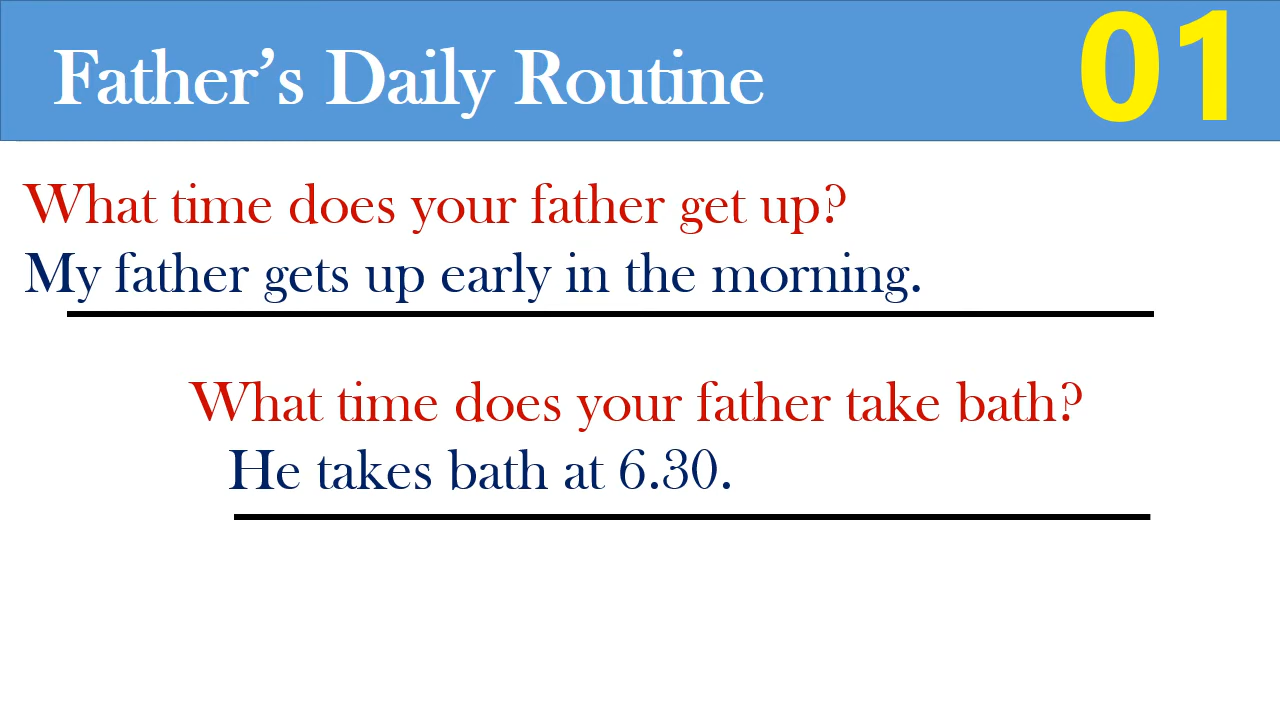 Father’s Daily Routine
01
What time does your father get up?
My father gets up early in the morning.
What time does your father take bath?
He takes bath at 6.30.